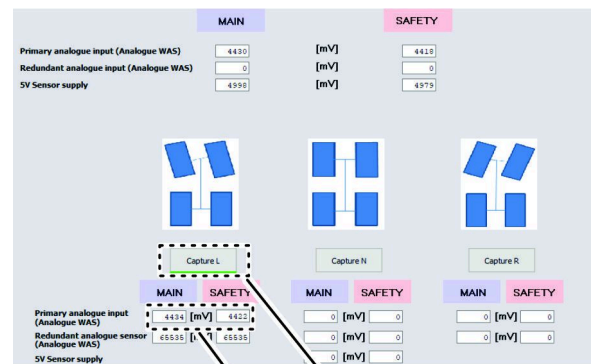 MAIN SAFETY
Primary analogue input (Analogue WAS) 4430 [mV] 4418
Redundant analogue input (Analogue WAS) 0 [mV] 0
5V Sensor supply 4998 [mV] 4979
Capture L Capture N Capture R
MAIN SAFETY MAIN SAFETY MAIN SAFETY
Primary analogue input
(Analogue WAS) 4434 [mV] 4422 0 [mV] 0 0 [mV] 0
Redundant analogue sensor
(Analogue WAS) 65535 65535 0 [mV] 0 0 [mV] 0
5V Sensor supply 0 [mV] 0